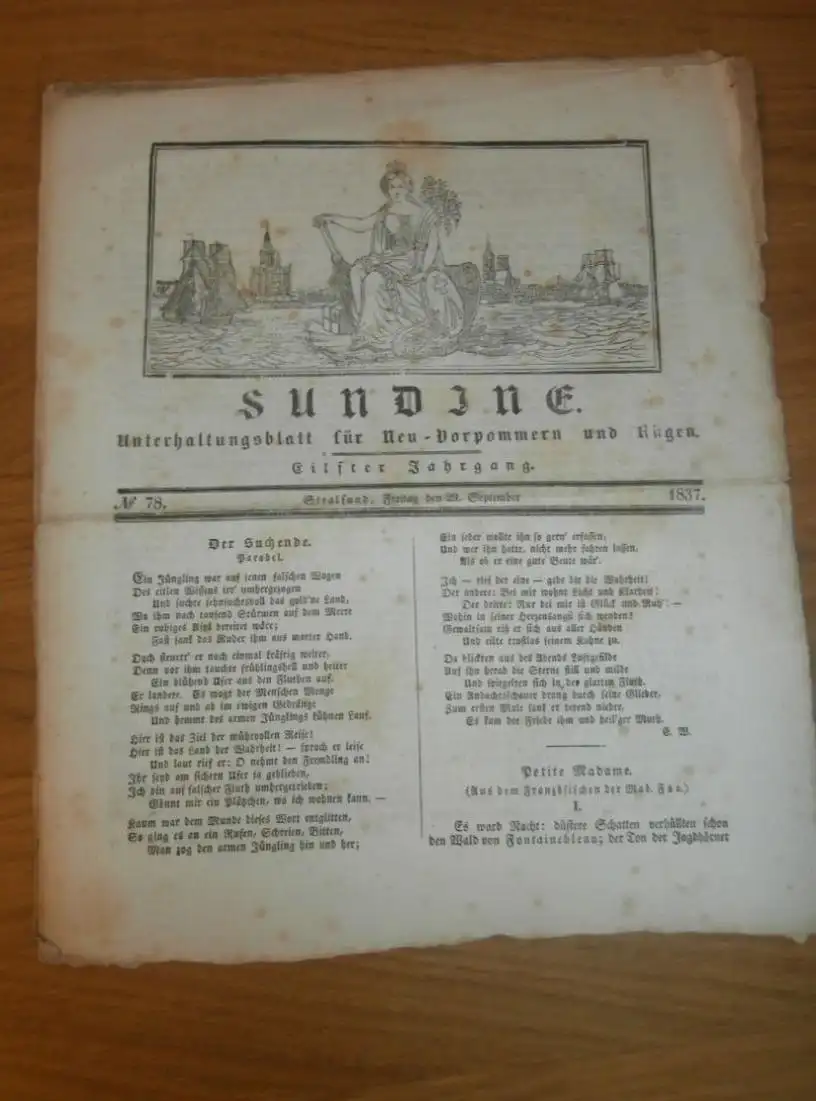 SUNDINE.
Unterhaltungsblatt für Neu-Vorpommern und Rügen.
Eilfter Jahrgang.
№ 78.
Stralsund, Freitag den 29. September
1837.
Der Suchende.
Parabel.
Ein Jüngling war auf jenen falschen Wogen
Des eitlen Wissens irr' umhergezogen
Und suchte sehnsuchtsvoll das gold'ne Land,
Wo ihm nach tausend Stürmen auf dem Meere
Ein ruhiges Asyl bereitet wäre;
Fast sank das Ruder ihm aus matter Hand.
Doch steuert' er noch einmal kräftig weiter,
Denn vor ihm tauchte frühlingshell und heiter
Ein blühend Ufer aus den Fluthen auf.
Er landete. Es wogt der Menschen Menge
Rings auf und ab im ewigen Gedränge
Und hemmt des armen Jünglings kühnen Lauf.
Hier ist das Ziel der mühevollen Reise!
Hier ist das Land der Wahrheit! — sprach er leise
Und laut rief er: O nehmt den Fremdling an!
Ihr seyd am sichern Ufer ja geblieben,
Ich bin auf falscher Fluth umhergetrieben;
Gönnt mir ein Plätzchen, wo ich wohnen kann. —
Kaum war dem Munde dieses Wort entglitten,
So ging es an ein Rufen, Schreien, Bitten,
Man zog den armen Jüngling hin und her;
Ein jeder wollte ihn so gern' erfassen,
Und wer ihn hatte, nicht mehr fahren lassen,
Als ob er eine gute Beute wär'.
Ich — rief der eine — gebe dir die Wahrheit!
Der andere: Bei mir wohnt Licht und Klarheit!
Der dritte: Nur bei mir ist Glück und Ruh'! —
Wohin in seiner Herzensangst sich wenden?
Gewaltsam riß er sich aus aller Händen
Und eilte trostlos seinem Kahne zu.
Da blickten aus des Abends Luftgefilde
Auf ihn herab die Sterne still und milde
Und spiegelten sich in der glatten Fluth.
Ein Andachtschauer drang durch seine Glieder,
Zum ersten Male sank er betend nieder,
Es kam der Friede ihm und heil'ger Muth.
E. W.
Petite Madame.
(Aus dem Französischen der Mad. Foa.)
I.
Es ward Nacht: düstere Schatten verhüllten schon
den Wald von Fontainebleau; der Ton der Jagdhörner